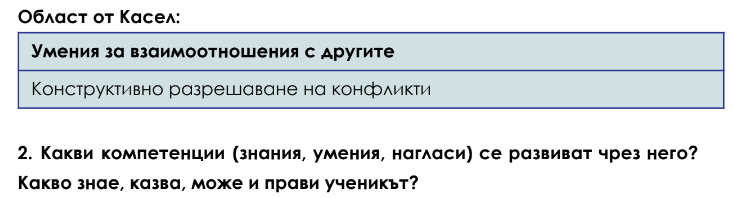 Област от Касел:
Умения за взаимоотношения с другите
Конструктивно разрешаване на конфликти
2. Какви компетенции (знания, умения, нагласи) се развиват чрез него?
Какво знае, казва, може и прави ученикът?